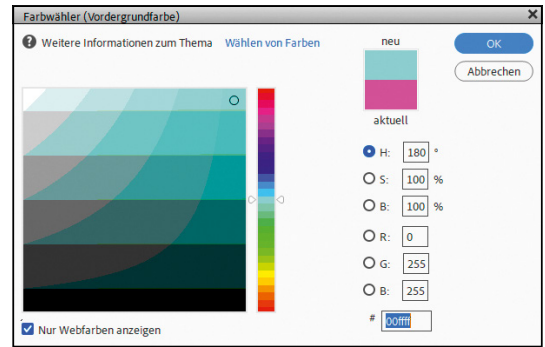 Farbwähler (Vordergrundfarbe)
? Weitere Informationen zum Thema Wählen von Farben
neu
OK
Abbrechen
aktuell
H: 180 °
S: 100 %
B: 100 %
R: 0
G: 255
B: 255
# 00ffff
Nur Webfarben anzeigen